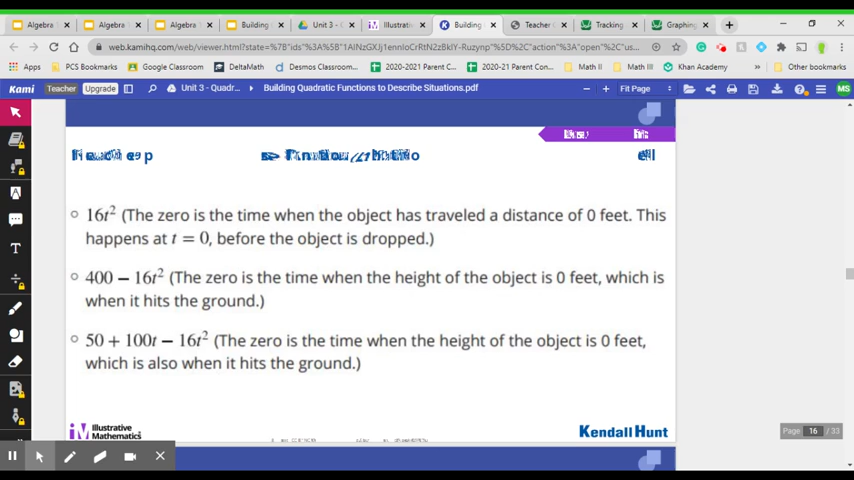 Algebra 1
Algebra 1
Algebra 1
Building
Unit 3 -
Illustrativ
Building
Teacher
Tracking
Graphing
web.kamihq.com/web/viewer.html?state=%7B"ids"%3A%5B"
"%5D%2C"action"%3A"open"%2C"us...
Apps PCS Bookmarks Google Classroom DeltaMath Desmos Classroom... 2020-2021 Parent C... 2020-21 Parent Con... Math II Math III Khan Academy » Other bookmarks
Kami Teacher Upgrade Unit 3 - Quadr... Building Quadratic Functions to Describe Situations.pdf Fit Page MS
16t² (The zero is the time when the object has traveled a distance of 0 feet. This
happens at t = 0, before the object is dropped.)
400 − 16t² (The zero is the time when the height of the object is 0 feet, which is
when it hits the ground.)
50 + 100t − 16t² (The zero is the time when the height of the object is 0 feet,
which is also when it hits the ground.)
Illustrative
Mathematics
Kendall Hunt
Page 16 / 33